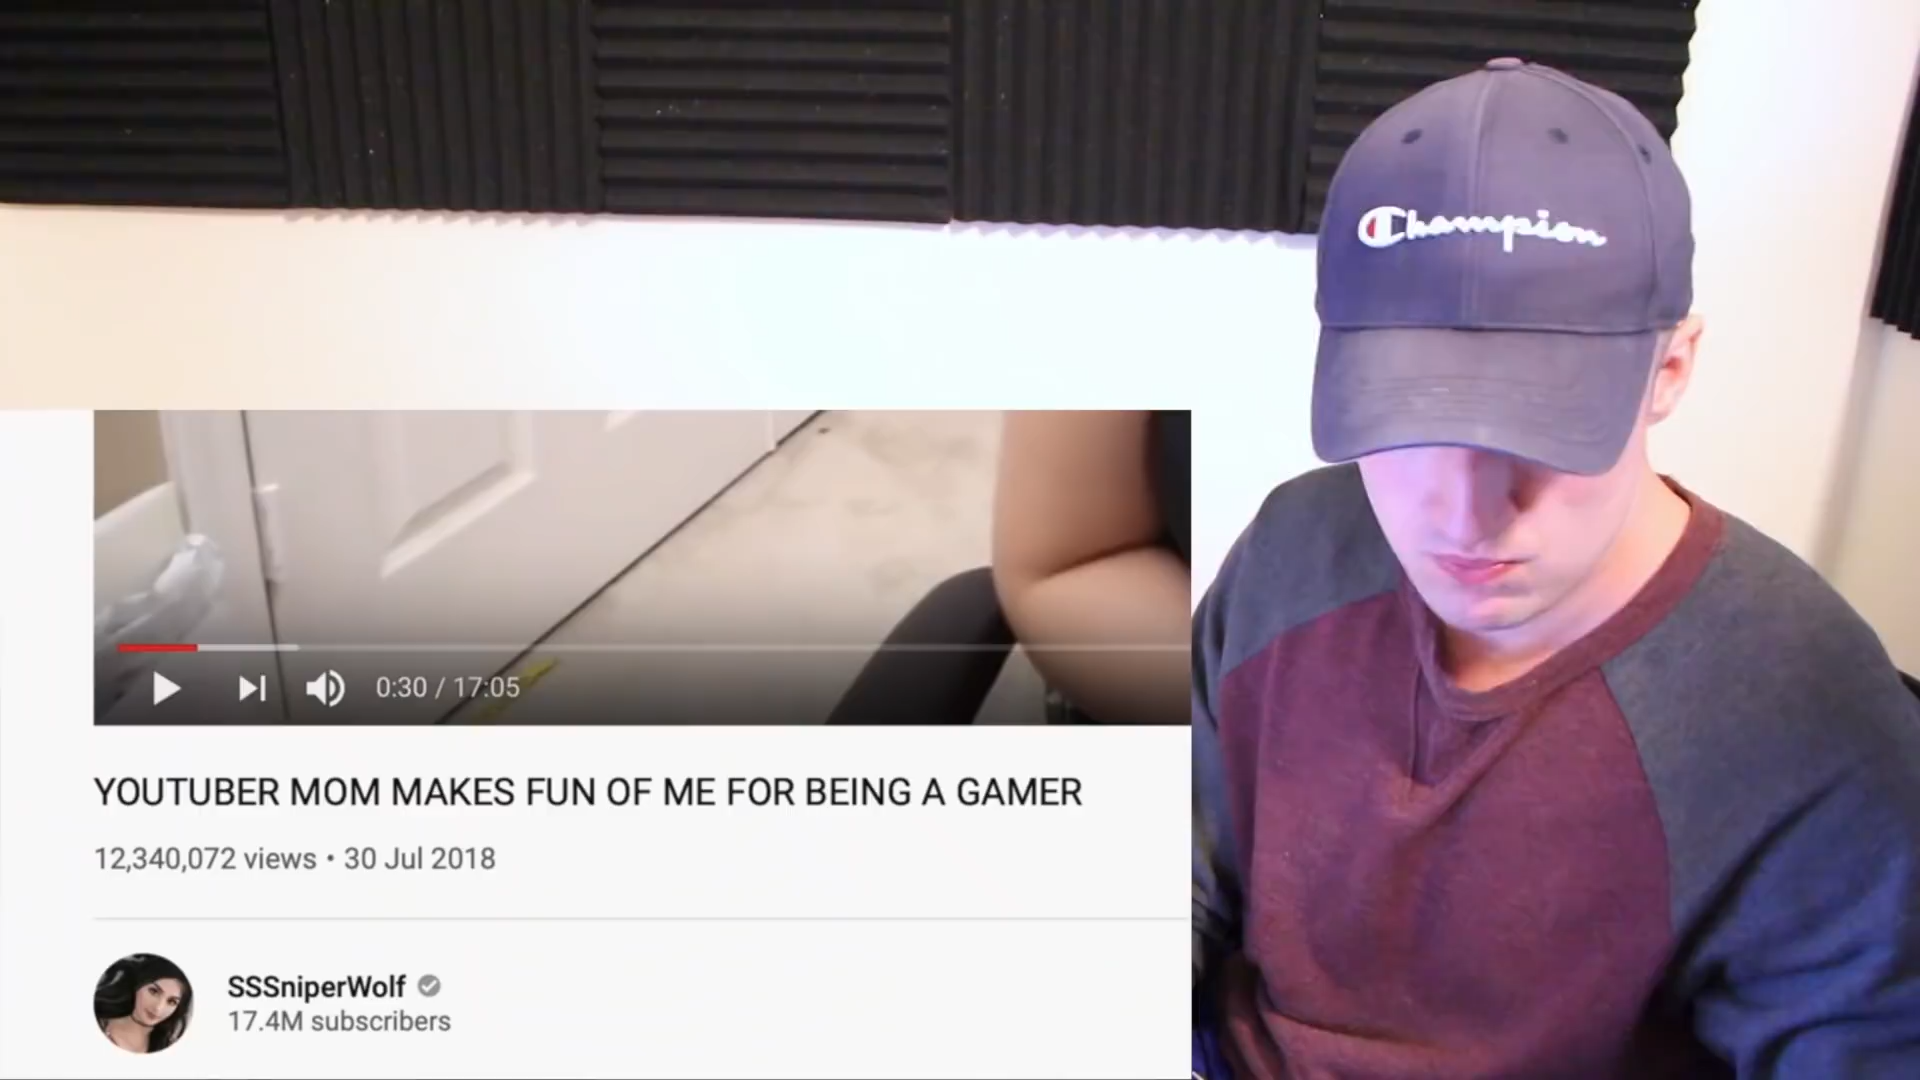 Champion
0:30 / 17:05
YOUTUBER MOM MAKES FUN OF ME FOR BEING A GAMER
12,340,072 views • 30 Jul 2018
SSSniperWolf
17.4M subscribers